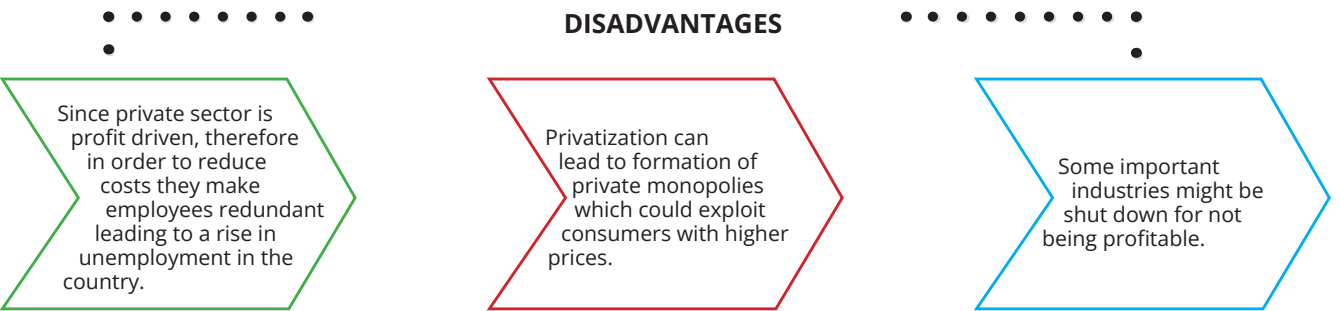 DISADVANTAGES
Since private sector is
profit driven, therefore
in order to reduce
costs they make
employees redundant
leading to a rise in
unemployment in the
country.
Privatization can
lead to formation of
private monopolies
which could exploit
consumers with higher
prices.
Some important
industries might be
shut down for not
being profitable.